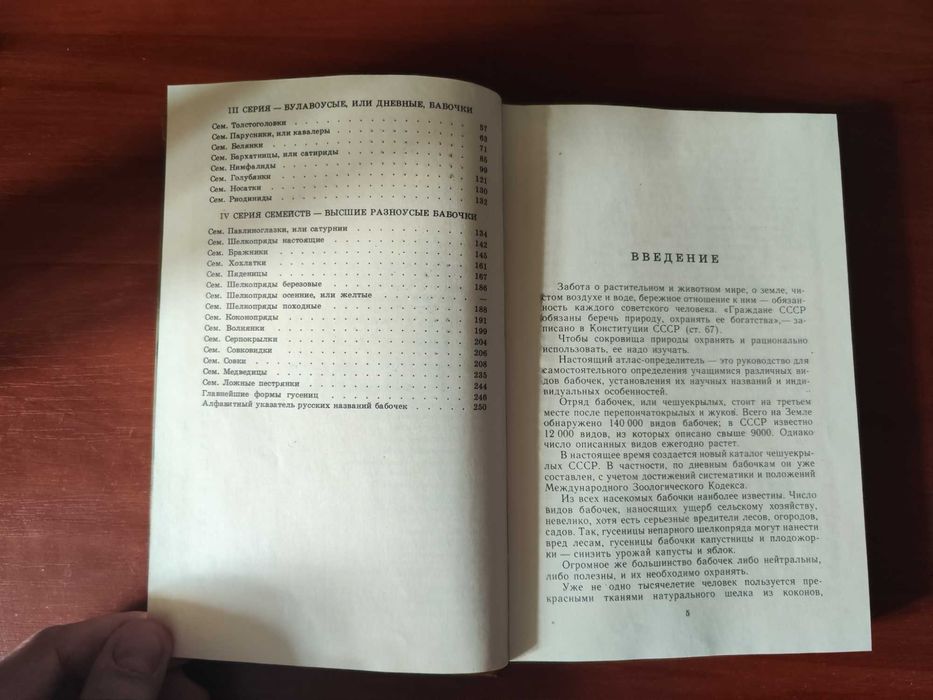 III СЕРИЯ — БУЛАВОУСЫЕ, ИЛИ ДНЕВНЫЕ, БАБОЧКИ
Сем. Толстоголовки . . . . . . . . . . . . 57
Сем. Парусники, или кавалеры . . . . . . . . . . 63
Сем. Белянки . . . . . . . . . . . . . . 71
Сем. Бархатницы, или сатириды . . . . . . . . . . 85
Сем. Нимфалиды . . . . . . . . . . . . . 99
Сем. Голубянки . . . . . . . . . . . . . 121
Сем. Носатки . . . . . . . . . . . . . . 130
Сем. Риодиниды . . . . . . . . . . . . . 132
IV СЕРИЯ СЕМЕЙСТВ — ВЫСШИЕ РАЗНОУСЫЕ БАБОЧКИ
Сем. Павлиноглазки, или сатурнии . . . . . . . . . 134
Сем. Шелкопряды настоящие . . . . . . . . . . 142
Сем. Бражники . . . . . . . . . . . . . 145
Сем. Хохлатки . . . . . . . . . . . . . 161
Сем. Пяденицы . . . . . . . . . . . . . 167
Сем. Шелкопряды березовые . . . . . . . . . . 186
Сем. Шелкопряды осенние, или желтые . . . . . . . . —
Сем. Шелкопряды походные . . . . . . . . . . 188
Сем. Коконопряды . . . . . . . . . . . . 191
Сем. Волнянки . . . . . . . . . . . . . 199
Сем. Серпокрылки . . . . . . . . . . . . 204
Сем. Совковидки . . . . . . . . . . . . . 206
Сем. Совки . . . . . . . . . . . . . . 208
Сем. Медведицы . . . . . . . . . . . . . 235
Сем. Ложные пестрянки . . . . . . . . . . . 244
Главнейшие формы гусениц . . . . . . . . . . . 246
Алфавитный указатель русских названий бабочек . . . . . . 250
ВВЕДЕНИЕ
Забота о растительном и животном мире, о земле, чи-
стом воздухе и воде, бережное отношение к ним — обязан-
ность каждого советского человека. «Граждане СССР
обязаны беречь природу, охранять ее богатства»,— за-
писано в Конституции СССР (ст. 67).
Чтобы сокровища природы охранять и рационально
использовать, ее надо изучать.
Настоящий атлас-определитель — это руководство для
самостоятельного определения учащимися различных ви-
дов бабочек, установления их научных названий и инди-
видуальных особенностей.
Отряд бабочек, или чешуекрылых, стоит на третьем
месте после перепончатокрылых и жуков. Всего на Земле
обнаружено 140 000 видов бабочек; в СССР известно
12 000 видов, из которых описано свыше 9000. Однако
число описанных видов ежегодно растет.
В настоящее время создается новый каталог чешуекры-
лых СССР. В частности, по дневным бабочкам он уже
составлен, с учетом достижений систематики и положений
Международного Зоологического Кодекса.
Из всех насекомых бабочки наиболее известны. Число
видов бабочек, наносящих ущерб сельскому хозяйству,
невелико, хотя есть серьезные вредители лесов, огородов,
садов. Так, гусеницы непарного шелкопряда могут нанести
вред лесам, гусеницы бабочки капустницы и плодожор-
ки — снизить урожай капусты и яблок.
Огромное же большинство бабочек либо нейтральны,
либо полезны, и их необходимо охранять.
Уже не одно тысячелетие человек пользуется пре-
красными тканями натурального шелка из коконов,
5